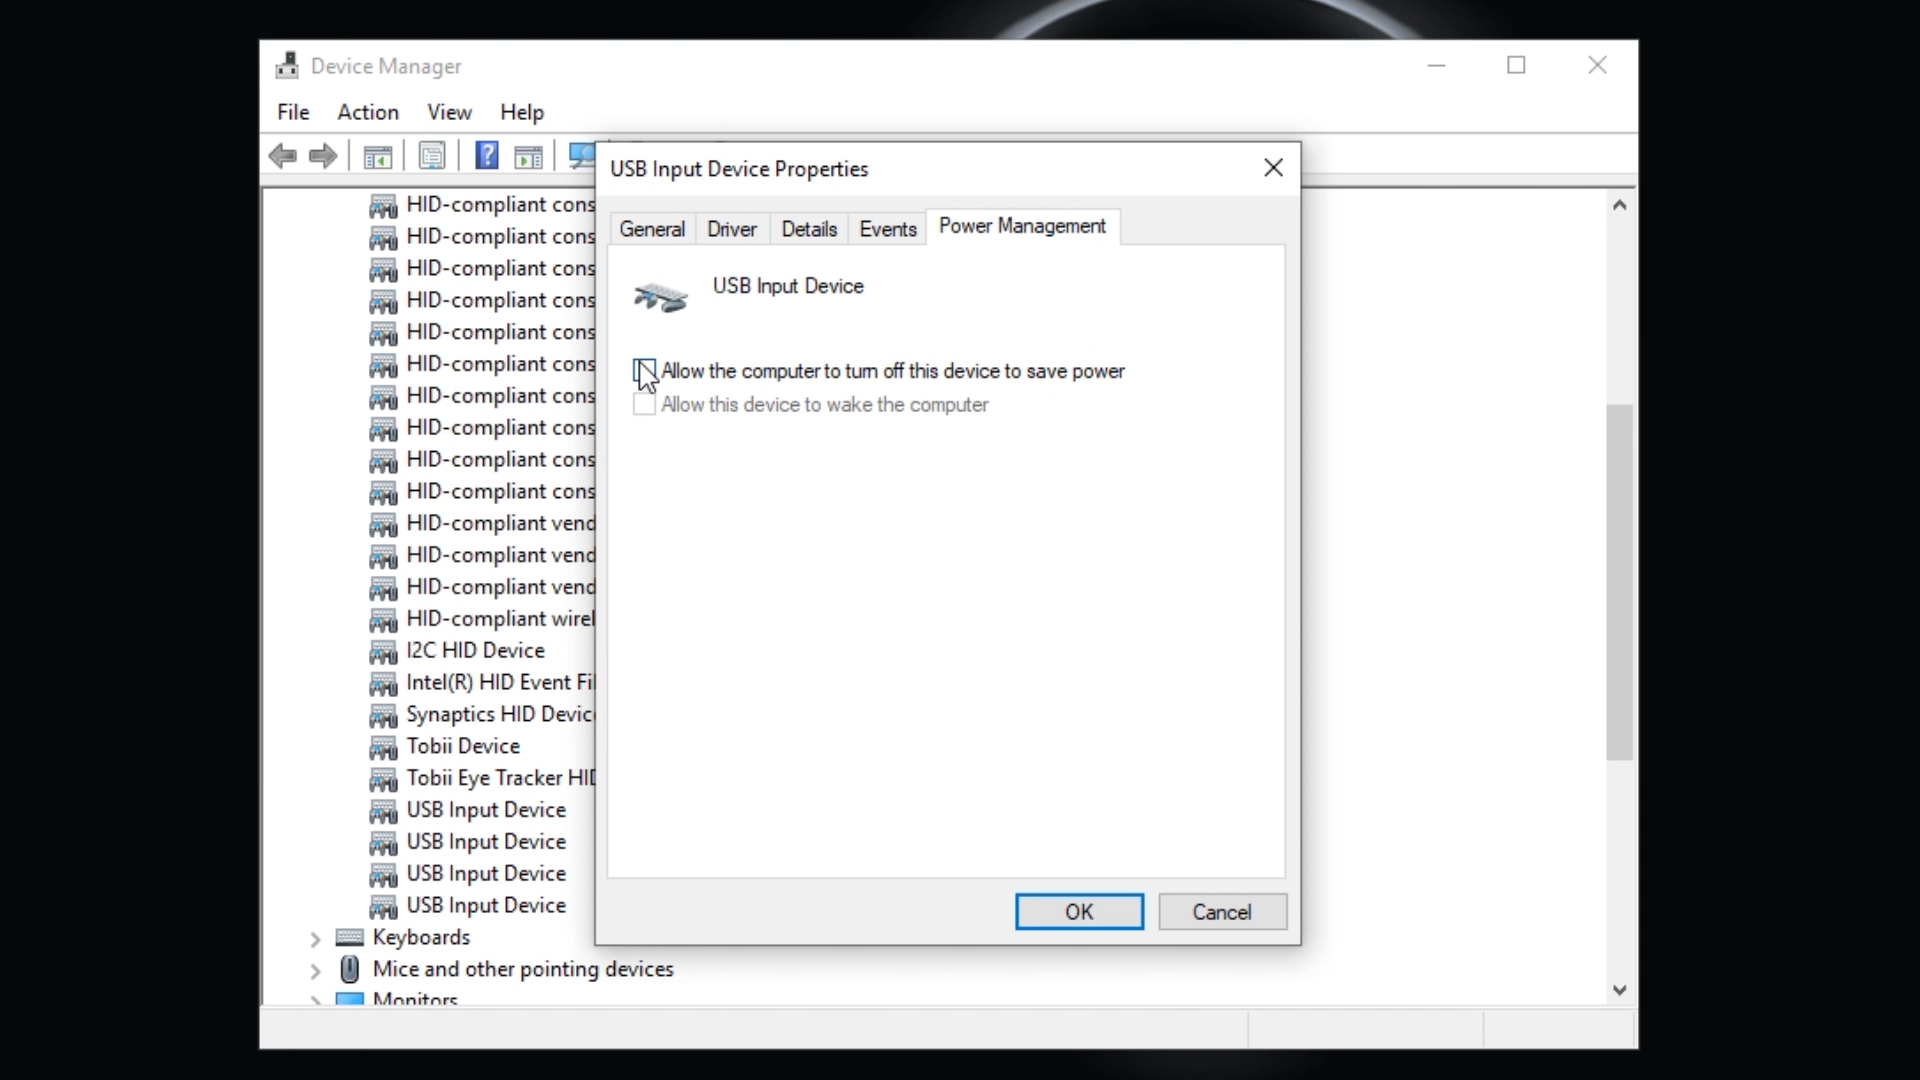 Device Manager
File Action View Help
USB Input Device Properties
General Driver Details Events Power Management
USB Input Device
Allow the computer to turn off this device to save power
Allow this device to wake the computer
OK Cancel
HID-compliant cons
HID-compliant cons
HID-compliant cons
HID-compliant cons
HID-compliant cons
HID-compliant cons
HID-compliant cons
HID-compliant cons
HID-compliant cons
HID-compliant cons
HID-compliant vend
HID-compliant vend
HID-compliant vend
HID-compliant wirel
I2C HID Device
Intel(R) HID Event Fil
Synaptics HID Device
Tobii Device
Tobii Eye Tracker HID
USB Input Device
USB Input Device
USB Input Device
USB Input Device
Keyboards
Mice and other pointing devices
Monitors